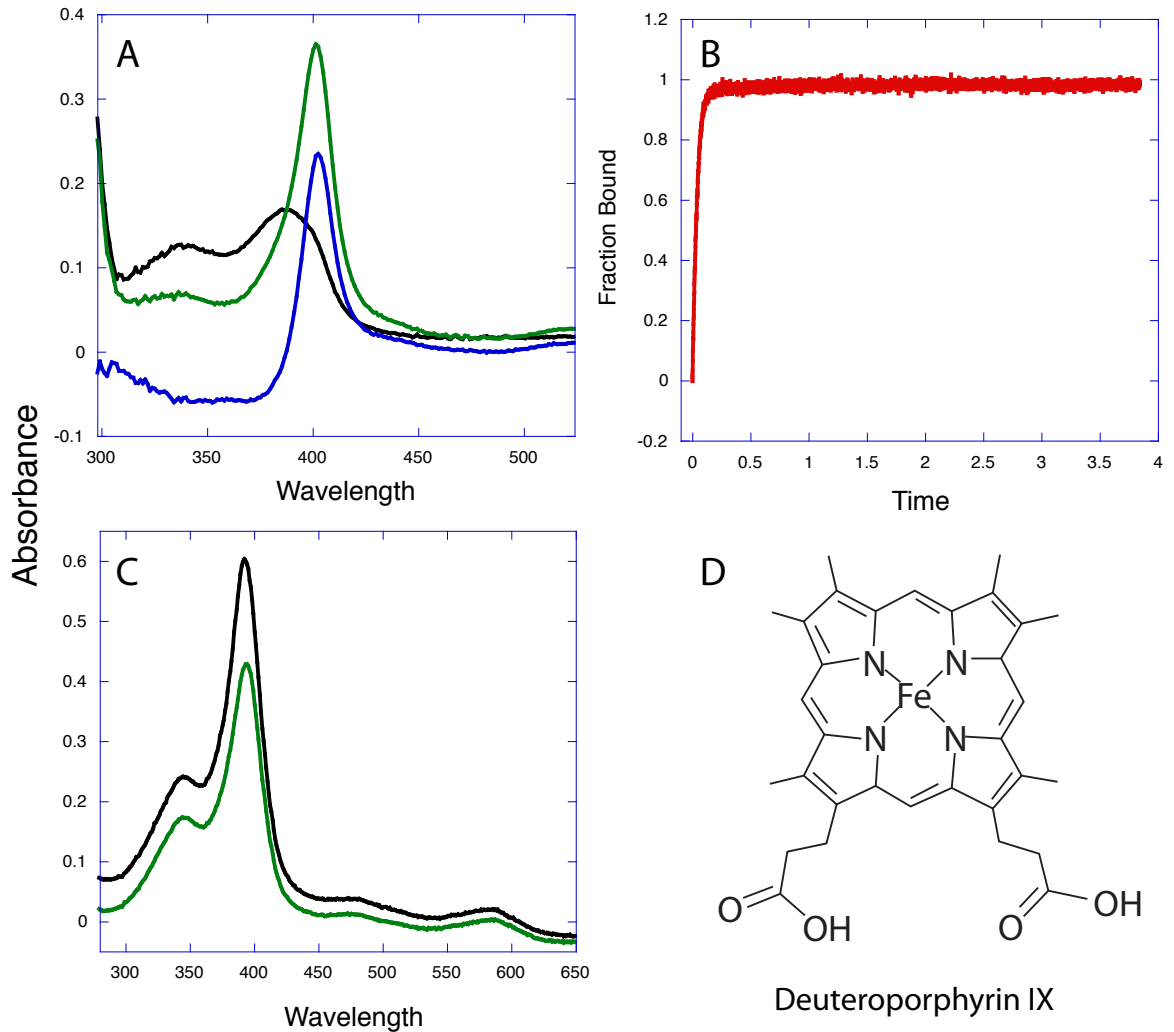 A
0.4
0.3
0.2
0.1
0
-0.1
300 350 400 450 500
Wavelength
B
1.2
1
0.8
0.6
0.4
0.2
0
-0.2
0 0.5 1 1.5 2 2.5 3 3.5 4
Fraction Bound
Time
Absorbance
C
0.6
0.5
0.4
0.3
0.2
0.1
0
300 350 400 450 500 550 600 650
Wavelength
D
N N
Fe
N N
O OH
O OH
Deuteroporphyrin IX